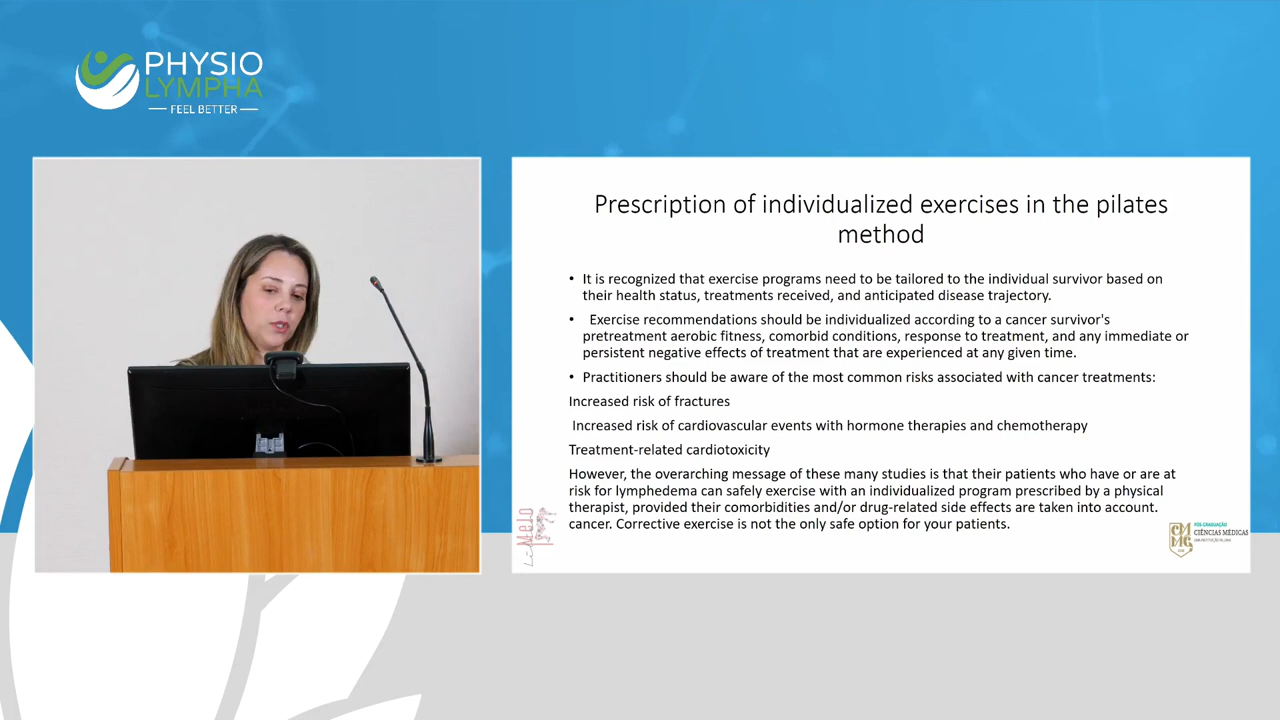 PHYSIO
LYMPHA
FEEL BETTER
Prescription of individualized exercises in the pilates
method
• It is recognized that exercise programs need to be tailored to the individual survivor based on
their health status, treatments received, and anticipated disease trajectory.
• Exercise recommendations should be individualized according to a cancer survivor's
pretreatment aerobic fitness, comorbid conditions, response to treatment, and any immediate or
persistent negative effects of treatment that are experienced at any given time.
• Practitioners should be aware of the most common risks associated with cancer treatments:
Increased risk of fractures
Increased risk of cardiovascular events with hormone therapies and chemotherapy
Treatment-related cardiotoxicity
However, the overarching message of these many studies is that their patients who have or are at
risk for lymphedema can safely exercise with an individualized program prescribed by a physical
therapist, provided their comorbidities and/or drug-related side effects are taken into account.
cancer. Corrective exercise is not the only safe option for your patients.
Melo
CM
MG
PÓS-GRADUAÇÃO
CIÊNCIAS MÉDICAS